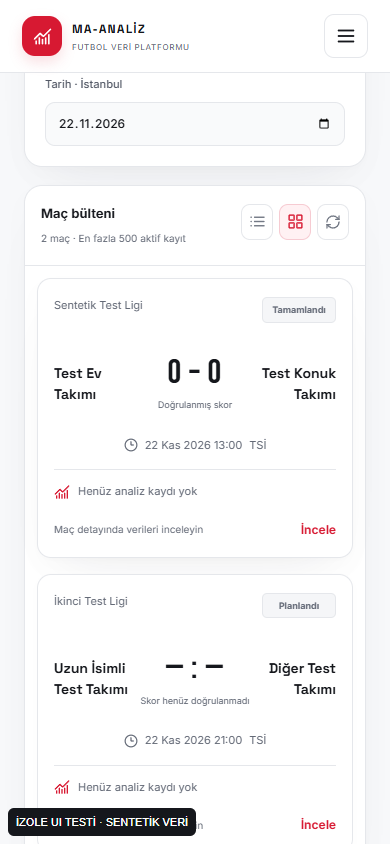 MA-ANALİZ
FUTBOL VERİ PLATFORMU
Tarih · İstanbul
22.11.2026
Maç bülteni
2 maç · En fazla 500 aktif kayıt
Sentetik Test Ligi
Tamamlandı
Test Ev
Takımı
0 - 0
Doğrulanmış skor
Test Konuk
Takımı
22 Kas 2026 13:00 TSİ
Henüz analiz kaydı yok
Maç detayında verileri inceleyin
İncele
İkinci Test Ligi
Planlandı
Uzun İsimli
Test Takımı
– : –
Skor henüz doğrulanmadı
Diğer Test
Takımı
22 Kas 2026 21:00 TSİ
Henüz analiz kaydı yok
İZOLE UI TESTİ · SENTETİK VERİ
İncele